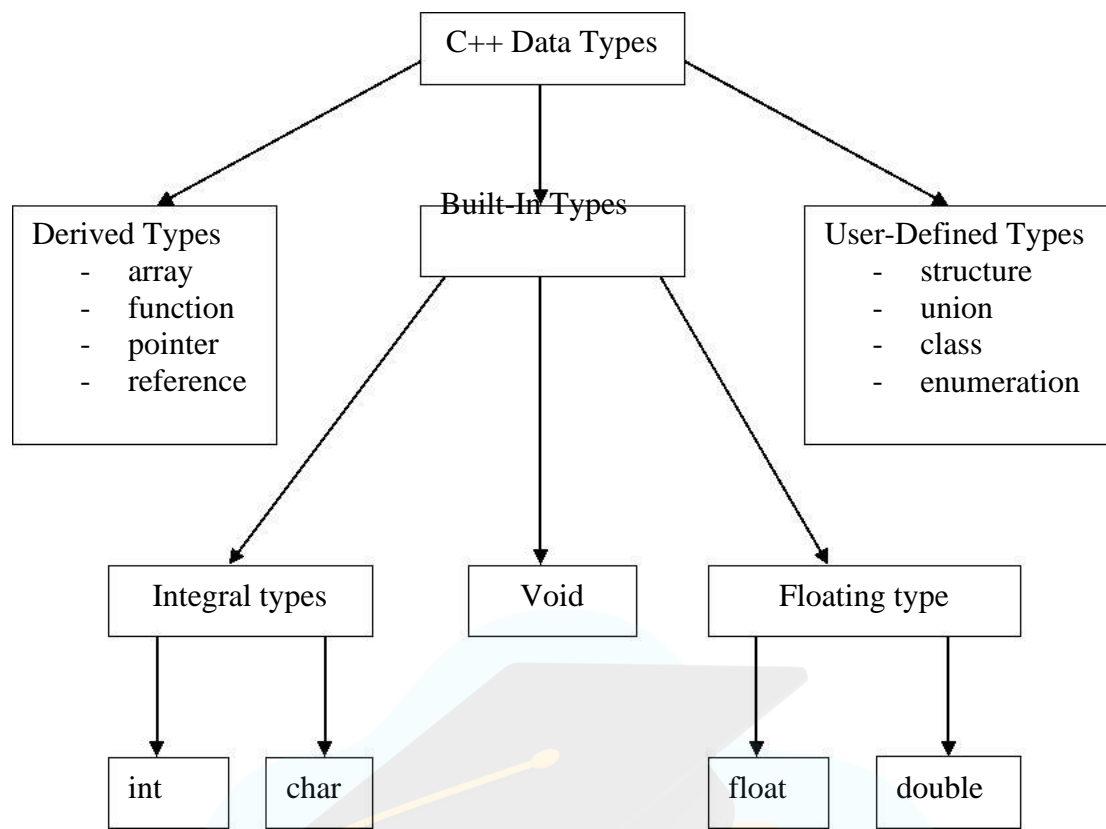 C++ Data Types
Built-In Types
Derived Types
- array
- function
- pointer
- reference
User-Defined Types
- structure
- union
- class
- enumeration
Integral types
Void
Floating type
int
char
float
double